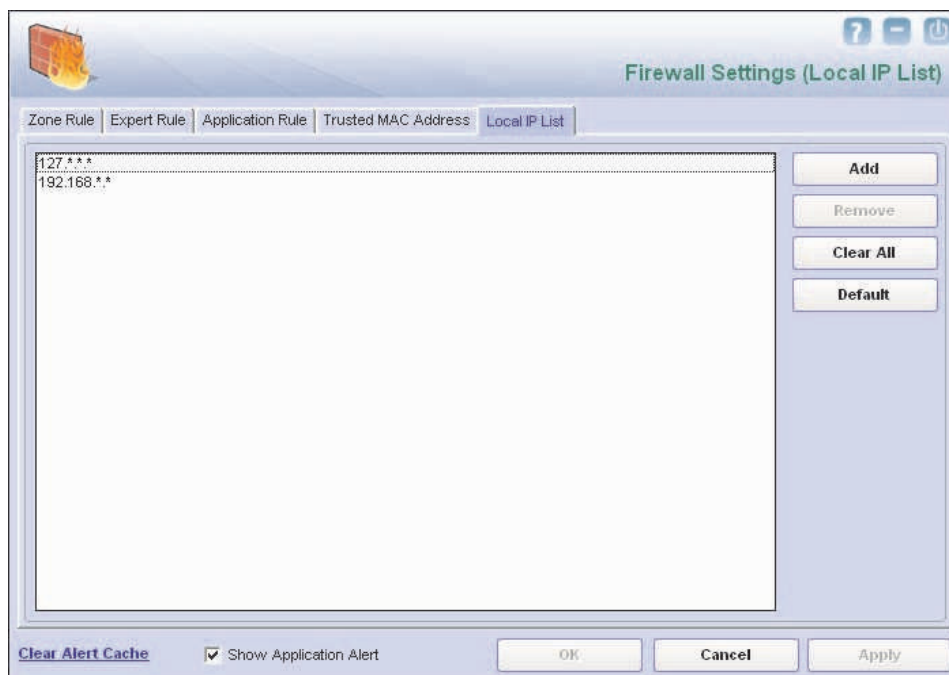 ?
Firewall Settings (Local IP List)
Zone Rule Expert Rule Application Rule Trusted MAC Address Local IP List
127.*.*.*
192.168.*.*
Add
Remove
Clear All
Default
Clear Alert Cache Show Application Alert OK Cancel Apply